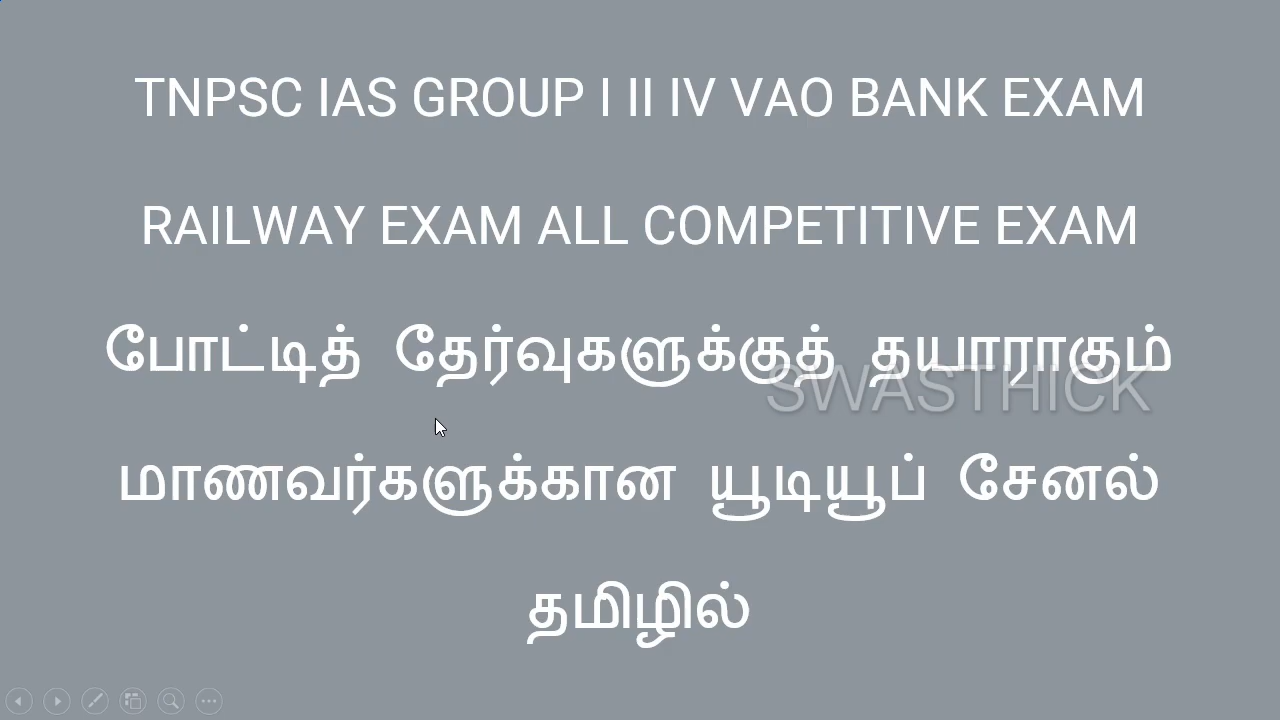 TNPSC IAS GROUP I II IV VAO BANK EXAM
RAILWAY EXAM ALL COMPETITIVE EXAM
போட்டித் தேர்வுகளுக்குத் தயாராகும்
SWASTHICK
மாணவர்களுக்கான யூடியூப் சேனல்
தமிழில்